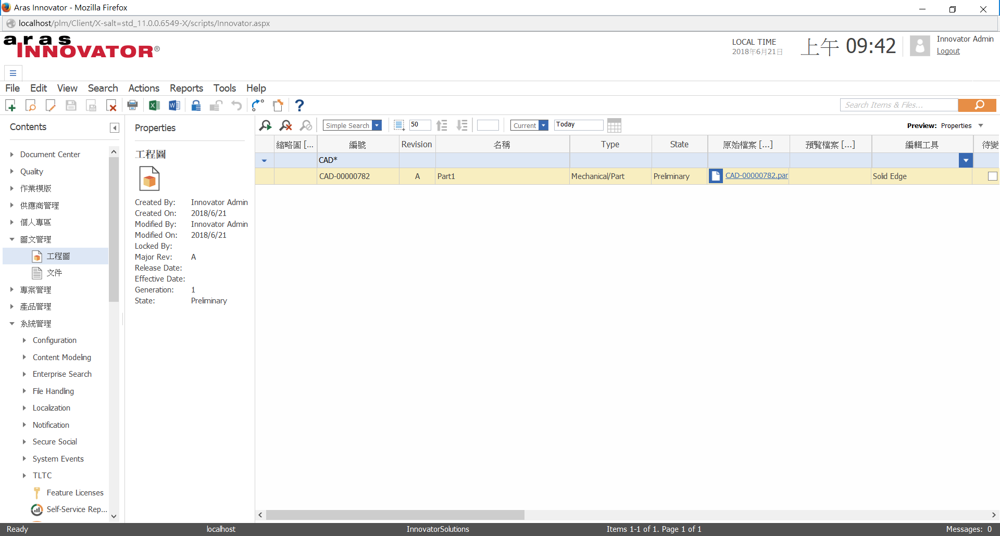 Aras Innovator - Mozilla Firefox
localhost/plm/Client/X-salt=std_11.0.0.6549-X/scripts/Innovator.aspx
aras
INNOVATOR®
LOCAL TIME
2018年6月21日
上午 09:42
Innovator Admin
Logout
File Edit View Search Actions Reports Tools Help
Search Items & Files...
Contents
Document Center
Quality
作業模版
供應商管理
個人專區
圖文管理
工程圖
文件
專案管理
產品管理
系統管理
Configuration
Content Modeling
Enterprise Search
File Handling
Localization
Notification
Secure Social
System Events
TLTC
Feature Licenses
Self-Service Rep...
Properties
工程圖
Created By: Innovator Admin
Created On: 2018/6/21
Modified By: Innovator Admin
Modified On: 2018/6/21
Locked By:
Major Rev: A
Release Date:
Effective Date:
Generation: 1
State: Preliminary
Simple Search 50 Current Today
Preview: Properties
縮略圖 [... 編號 Revision 名稱 Type State 原始檔案 [...] 預覧檔案 [...] 編輯工具 待變
CAD*
CAD-00000782 A Part1 Mechanical/Part Preliminary CAD-00000782.par Solid Edge
Ready localhost InnovatorSolutions Items 1-1 of 1. Page 1 of 1 Messages: 0